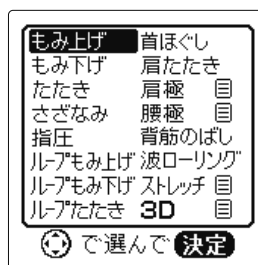 もみ上げ 首ほぐし
もみ下げ 肩たたき
たたき 肩極
さざなみ 腰極
指圧 背筋のばし
ループもみ上げ 波ローリング
ループもみ下げ ストレッチ
ループたたき 3D
で選んで 決定